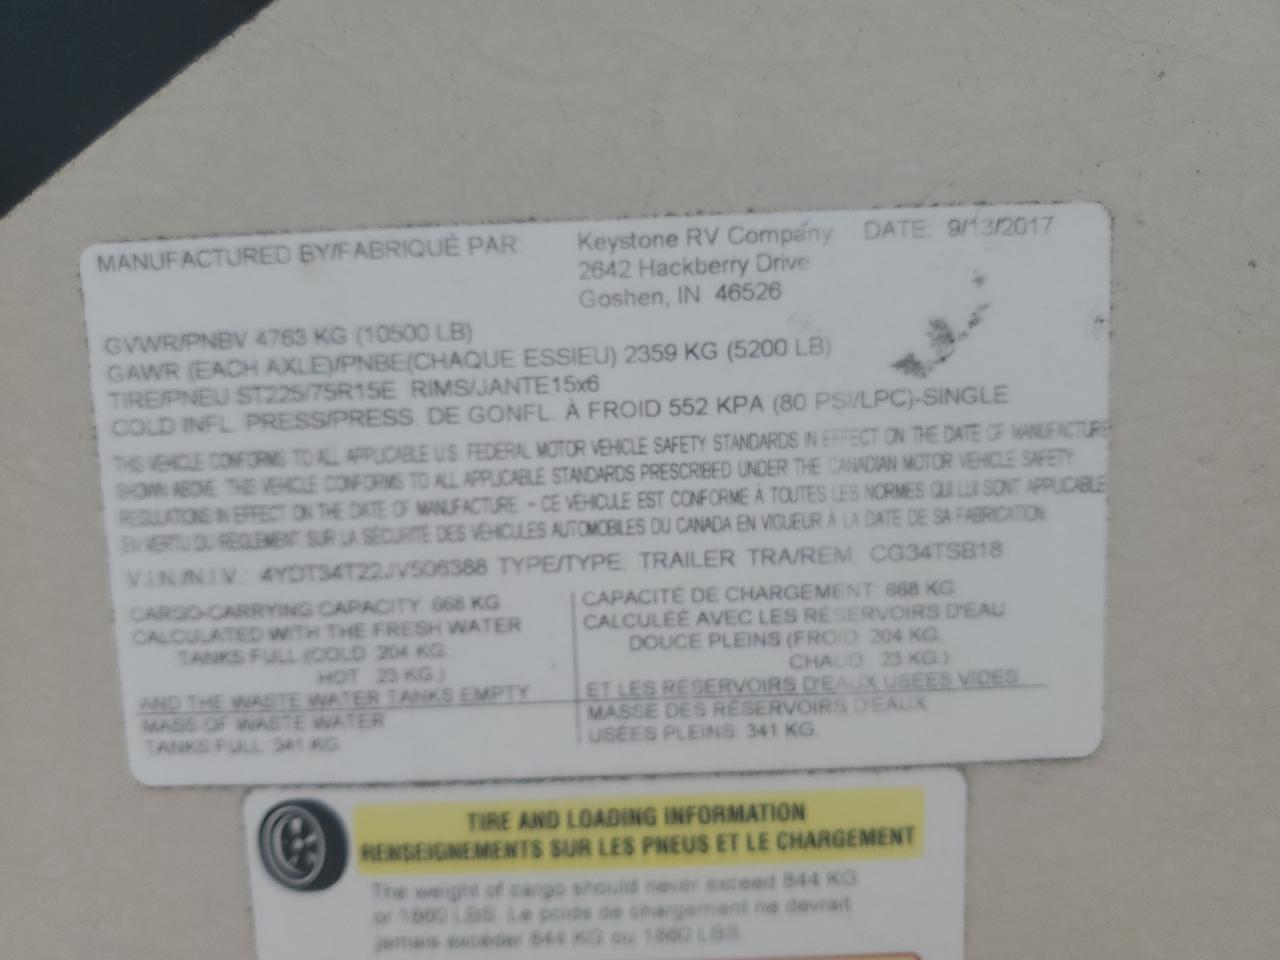 MANUFACTURED BY/FABRIQUÉ PAR: Keystone RV Company DATE: 9/13/2017
2642 Hackberry Drive
Goshen, IN 46526
GVWR/PNBV 4763 KG (10500 LB)
GAWR (EACH AXLE)/PNBE(CHAQUE ESSIEU) 2359 KG (5200 LB)
TIRE/PNEU ST225/75R15E RIMS/JANTE15x6
COLD INFL. PRESS/PRESS. DE GONFL. À FROID 552 KPA (80 PSI/LPC)-SINGLE
THIS VEHICLE CONFORMS TO ALL APPLICABLE U.S. FEDERAL MOTOR VEHICLE SAFETY STANDARDS IN EFFECT ON THE DATE OF MANUFACTURE
SHOWN ABOVE. THIS VEHICLE CONFORMS TO ALL APPLICABLE STANDARDS PRESCRIBED UNDER THE CANADIAN MOTOR VEHICLE SAFETY
REGULATIONS IN EFFECT ON THE DATE OF MANUFACTURE. - CE VÉHICULE EST CONFORME À TOUTES LES NORMES QUI LUI SONT APPLICABLE
EN VERTU DU RÈGLEMENT SUR LA SÉCURITÉ DES VÉHICULES AUTOMOBILES DU CANADA EN VIGUEUR À LA DATE DE SA FABRICATION.
V.I.N./N.I.V.: 4YDT34T22JV506388 TYPE/TYPE: TRAILER TRA/REM: CG34TSB18
CARGO-CARRYING CAPACITY: 668 KG
CALCULATED WITH THE FRESH WATER
TANKS FULL (COLD 204 KG.
HOT 23 KG.)
AND THE WASTE WATER TANKS EMPTY
MASS OF WASTE WATER
TANKS FULL: 341 KG
CAPACITÉ DE CHARGEMENT: 668 KG
CALCULÉE AVEC LES RÉSERVOIRS D'EAU
DOUCE PLEINS (FROID 204 KG.
CHAUD 23 KG.)
ET LES RÉSERVOIRS D'EAUX USÉES VIDES
MASSE DES RÉSERVOIRS D'EAUX
USÉES PLEINS: 341 KG.
TIRE AND LOADING INFORMATION
RENSEIGNEMENTS SUR LES PNEUS ET LE CHARGEMENT
The weight of cargo should never exceed 844 KG
or 1860 LBS. Le poids de chargement ne devrait
jamais excéder 844 KG ou 1860 LBS.